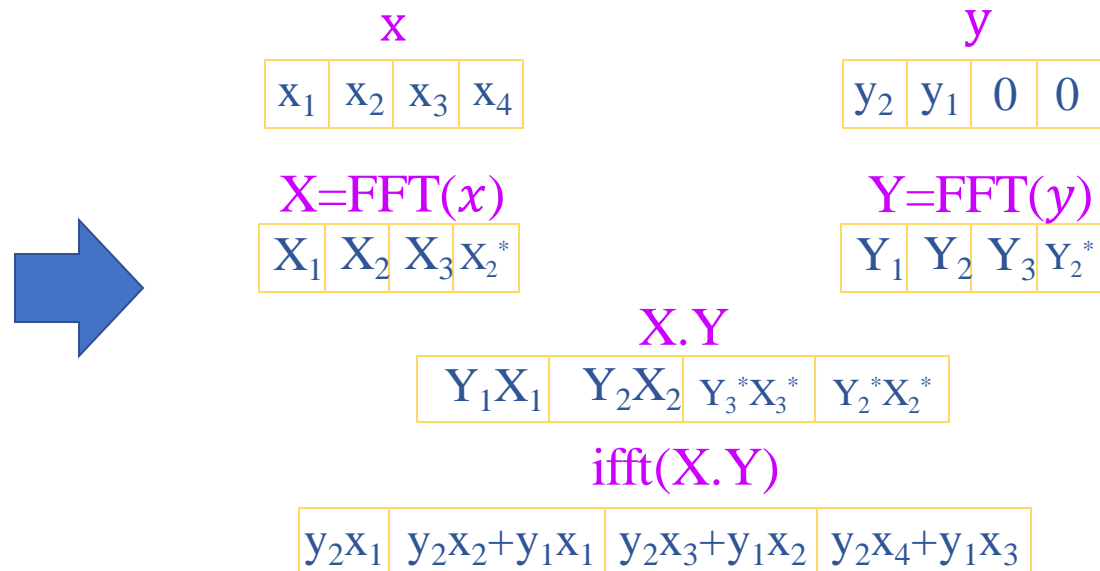 x y
x₁ x₂ x₃ x₄ y₂ y₁ 0 0
X=FFT(x) Y=FFT(y)
X₁ X₂ X₃ X₂* Y₁ Y₂ Y₃ Y₂*
X.Y
Y₁X₁ Y₂X₂ Y₃*X₃* Y₂*X₂*
ifft(X.Y)
y₂x₁ y₂x₂+y₁x₁ y₂x₃+y₁x₂ y₂x₄+y₁x₃